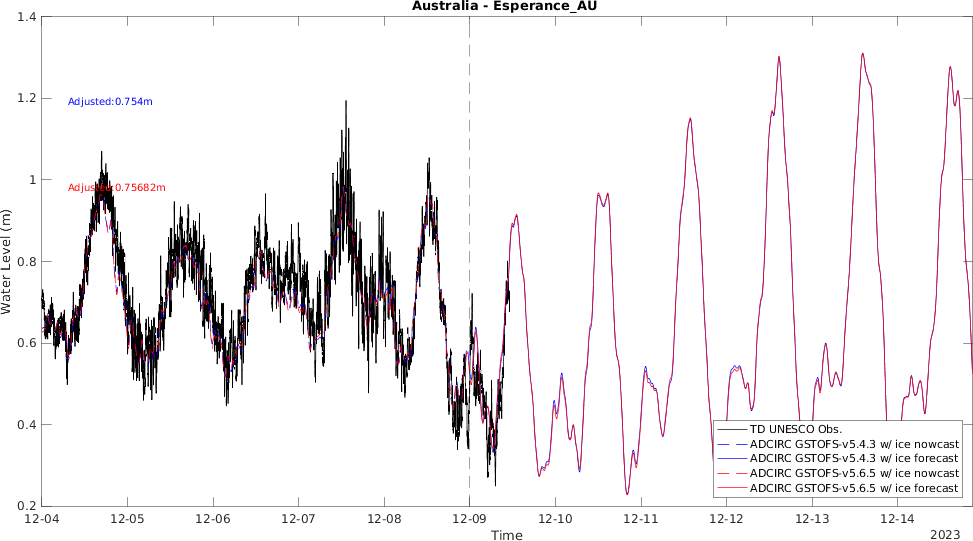 Australia - Esperance_AU
1.4
1.2
1
0.8
0.6
0.4
0.2
Water Level (m)
Adjusted:0.754m
Adjusted:0.75682m
TD UNESCO Obs.
ADCIRC GSTOFS-v5.4.3 w/ ice nowcast
ADCIRC GSTOFS-v5.4.3 w/ ice forecast
ADCIRC GSTOFS-v5.6.5 w/ ice nowcast
ADCIRC GSTOFS-v5.6.5 w/ ice forecast
12-04 12-05 12-06 12-07 12-08 12-09 12-10 12-11 12-12 12-13 12-14
Time
2023